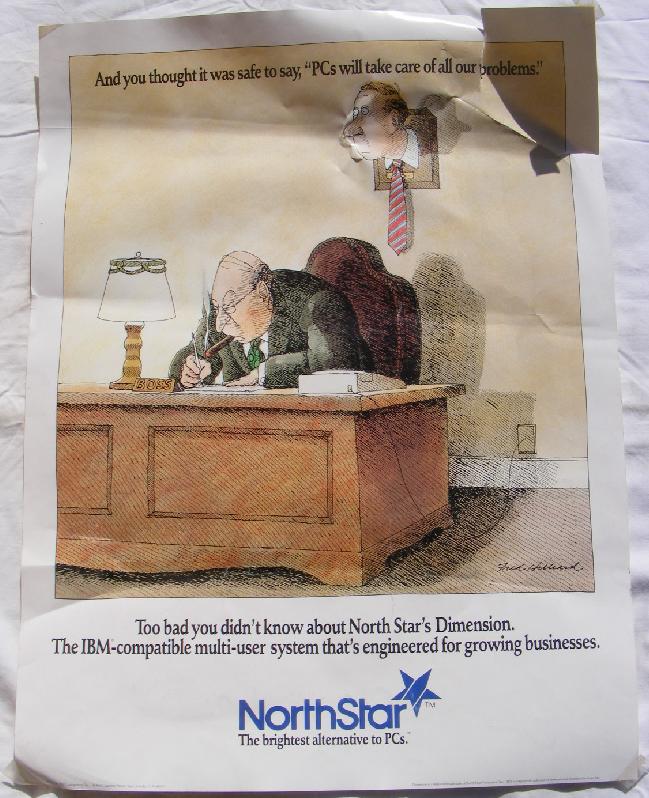 And you thought it was safe to say, "PCs will take care of all our problems."
BOSS
Too bad you didn't know about North Star's Dimension.
The IBM®-compatible multi-user system that's engineered for growing businesses.
NorthStar™
The brightest alternative to PCs.™